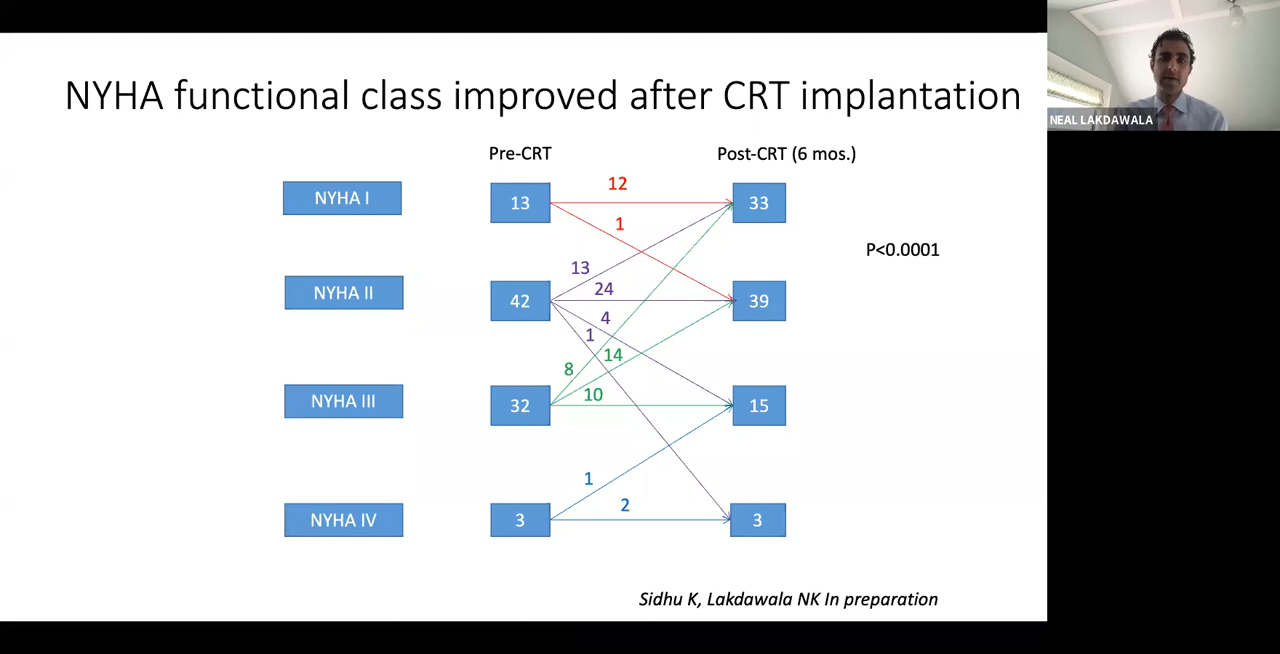 NYHA functional class improved after CRT implantation
NEAL LAKDAWALA
Pre-CRT
Post-CRT (6 mos.)
NYHA I
13
12
33
1
P<0.0001
13
NYHA II
42
24
39
4
1
14
8
NYHA III
32
10
15
1
2
NYHA IV
3
3
Sidhu K, Lakdawala NK In preparation